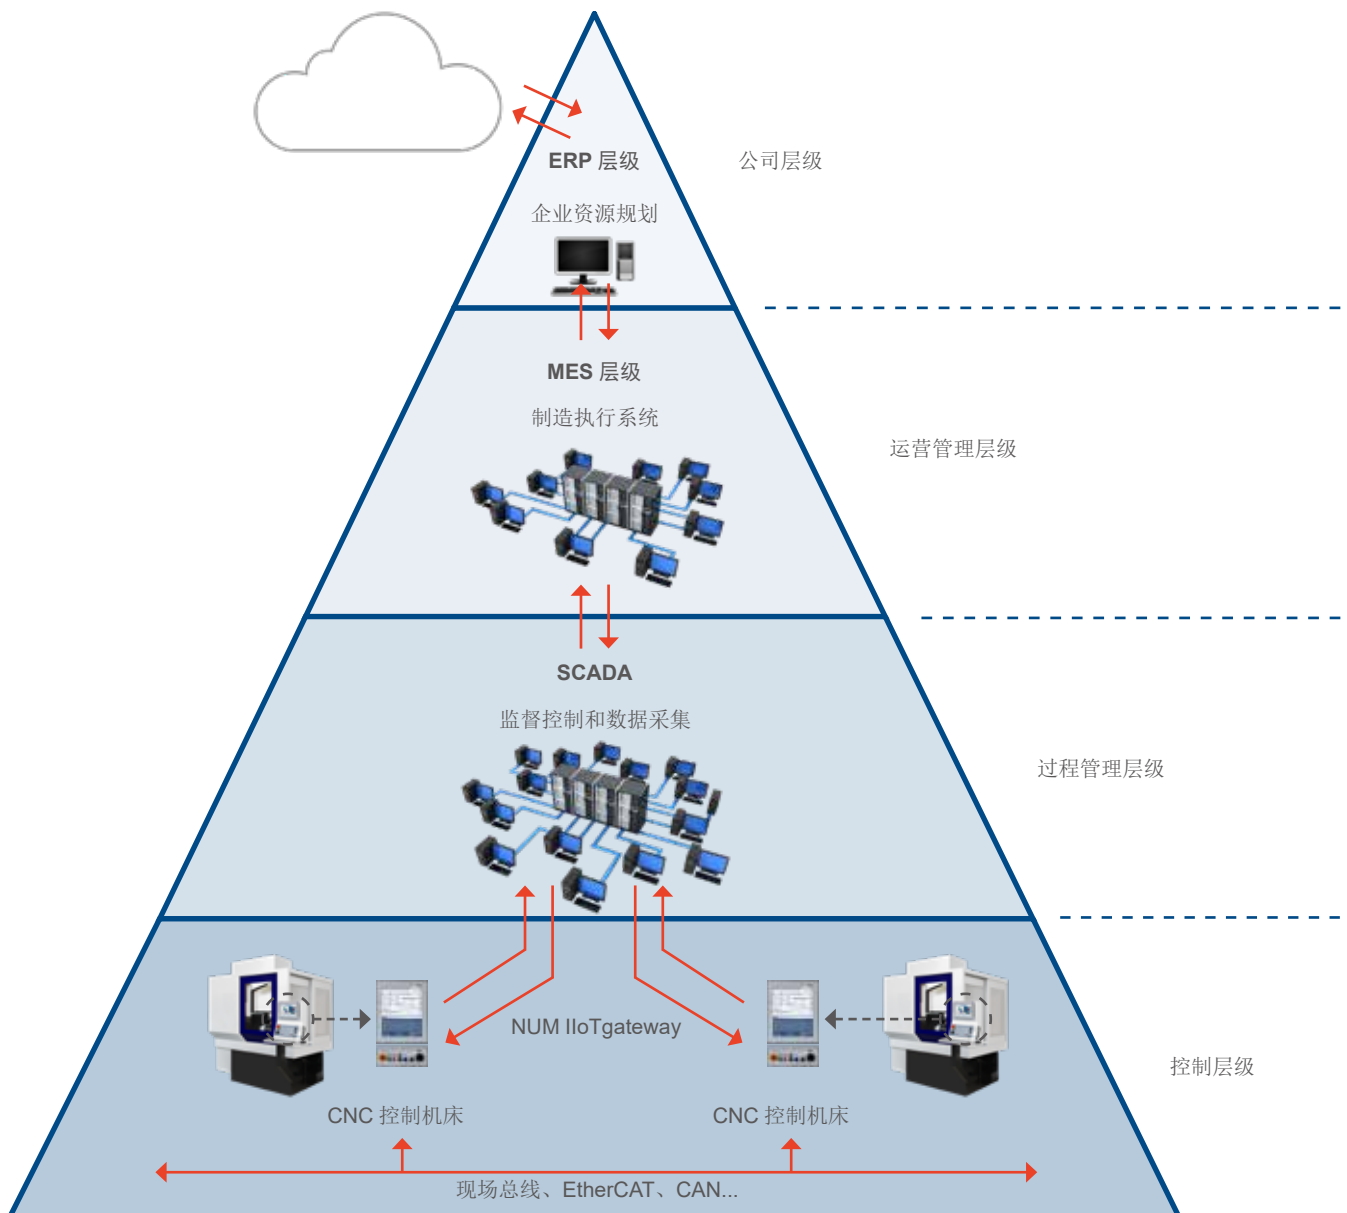 ERP 层级
公司层级
企业资源规划
MES 层级
制造执行系统
运营管理层级
SCADA
监督控制和数据采集
过程管理层级
NUM IIoTgateway
控制层级
CNC 控制机床
CNC 控制机床
现场总线、EtherCAT、CAN...